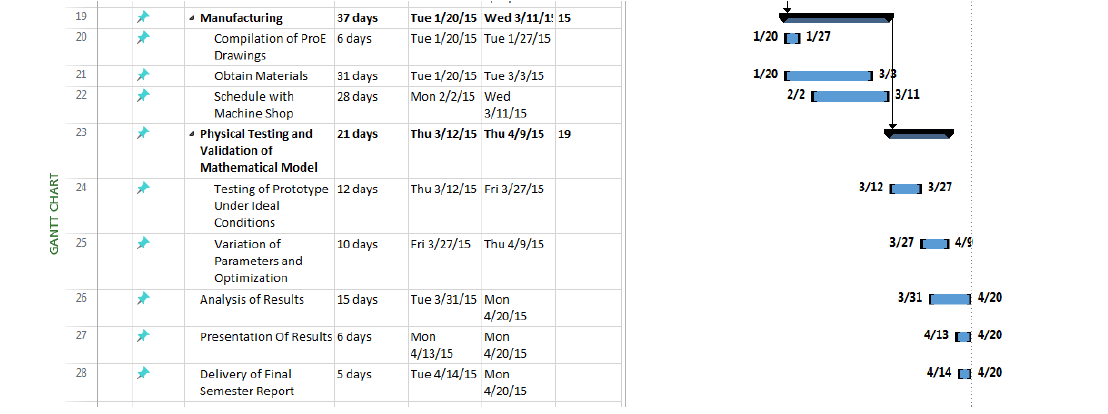 GANTT CHART
19 Manufacturing 37 days Tue 1/20/15 Wed 3/11/1! 15
20 Compilation of ProE 6 days Tue 1/20/15 Tue 1/27/15 1/20 1/27
Drawings
21 Obtain Materials 31 days Tue 1/20/15 Tue 3/3/15 1/20 3/3
22 Schedule with 28 days Mon 2/2/15 Wed 2/2 3/11
Machine Shop 3/11/15
23 Physical Testing and 21 days Thu 3/12/15 Thu 4/9/15 19
Validation of
Mathematical Model
24 Testing of Prototype 12 days Thu 3/12/15 Fri 3/27/15 3/12 3/27
Under Ideal
Conditions
25 Variation of 10 days Fri 3/27/15 Thu 4/9/15 3/27 4/9
Parameters and
Optimization
26 Analysis of Results 15 days Tue 3/31/15 Mon 3/31 4/20
4/20/15
27 Presentation Of Results 6 days Mon Mon 4/13 4/20
4/13/15 4/20/15
28 Delivery of Final 5 days Tue 4/14/15 Mon 4/14 4/20
Semester Report 4/20/15